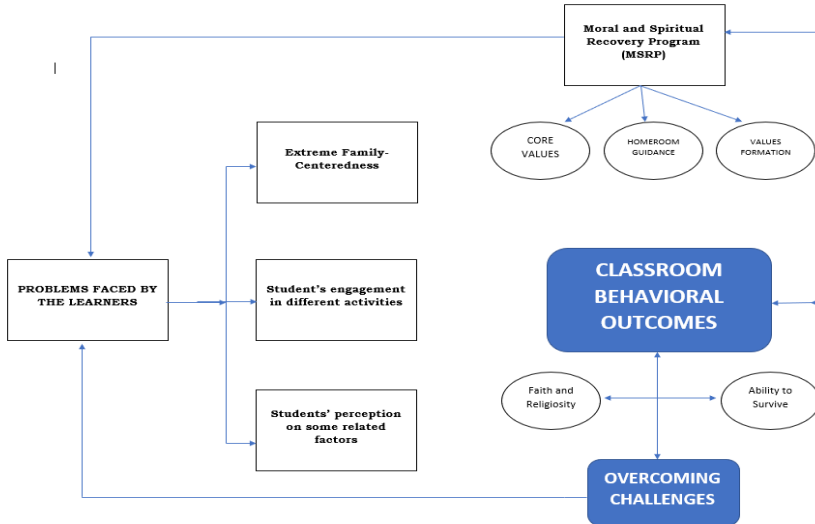 Moral and Spiritual
Recovery Program
(MSRP)
CORE
VALUES
HOMEROOM
GUIDANCE
VALUES
FORMATION
Extreme Family-
Centeredness
PROBLEMS FACED BY
THE LEARNERS
Student's engagement
in different activities
CLASSROOM
BEHAVIORAL
OUTCOMES
Students' perception
on some related
factors
Faith and
Religiosity
Ability to
Survive
OVERCOMING
CHALLENGES